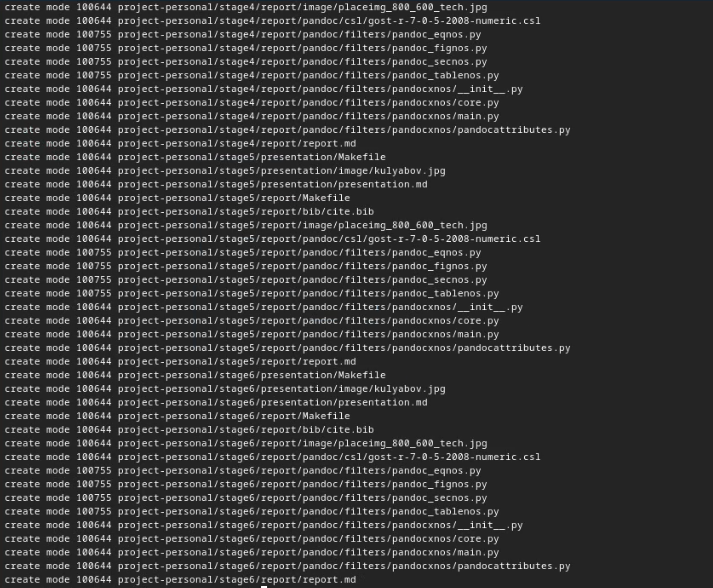 create mode 100644 project-personal/stage4/report/image/placeimg_800_600_tech.jpg
create mode 100644 project-personal/stage4/report/pandoc/csl/gost-r-7-0-5-2008-numeric.csl
create mode 100755 project-personal/stage4/report/pandoc/filters/pandoc_eqnos.py
create mode 100755 project-personal/stage4/report/pandoc/filters/pandoc_fignos.py
create mode 100755 project-personal/stage4/report/pandoc/filters/pandoc_secnos.py
create mode 100755 project-personal/stage4/report/pandoc/filters/pandoc_tablenos.py
create mode 100644 project-personal/stage4/report/pandoc/filters/pandocxnos/__init__.py
create mode 100644 project-personal/stage4/report/pandoc/filters/pandocxnos/core.py
create mode 100644 project-personal/stage4/report/pandoc/filters/pandocxnos/main.py
create mode 100644 project-personal/stage4/report/pandoc/filters/pandocxnos/pandocattributes.py
create mode 100644 project-personal/stage4/report/report.md
create mode 100644 project-personal/stage5/presentation/Makefile
create mode 100644 project-personal/stage5/presentation/image/kulyabov.jpg
create mode 100644 project-personal/stage5/presentation/presentation.md
create mode 100644 project-personal/stage5/report/Makefile
create mode 100644 project-personal/stage5/report/bib/cite.bib
create mode 100644 project-personal/stage5/report/image/placeimg_800_600_tech.jpg
create mode 100644 project-personal/stage5/report/pandoc/csl/gost-r-7-0-5-2008-numeric.csl
create mode 100755 project-personal/stage5/report/pandoc/filters/pandoc_eqnos.py
create mode 100755 project-personal/stage5/report/pandoc/filters/pandoc_fignos.py
create mode 100755 project-personal/stage5/report/pandoc/filters/pandoc_secnos.py
create mode 100755 project-personal/stage5/report/pandoc/filters/pandoc_tablenos.py
create mode 100644 project-personal/stage5/report/pandoc/filters/pandocxnos/__init__.py
create mode 100644 project-personal/stage5/report/pandoc/filters/pandocxnos/core.py
create mode 100644 project-personal/stage5/report/pandoc/filters/pandocxnos/main.py
create mode 100644 project-personal/stage5/report/pandoc/filters/pandocxnos/pandocattributes.py
create mode 100644 project-personal/stage5/report/report.md
create mode 100644 project-personal/stage6/presentation/Makefile
create mode 100644 project-personal/stage6/presentation/image/kulyabov.jpg
create mode 100644 project-personal/stage6/presentation/presentation.md
create mode 100644 project-personal/stage6/report/Makefile
create mode 100644 project-personal/stage6/report/bib/cite.bib
create mode 100644 project-personal/stage6/report/image/placeimg_800_600_tech.jpg
create mode 100644 project-personal/stage6/report/pandoc/csl/gost-r-7-0-5-2008-numeric.csl
create mode 100755 project-personal/stage6/report/pandoc/filters/pandoc_eqnos.py
create mode 100755 project-personal/stage6/report/pandoc/filters/pandoc_fignos.py
create mode 100755 project-personal/stage6/report/pandoc/filters/pandoc_secnos.py
create mode 100755 project-personal/stage6/report/pandoc/filters/pandoc_tablenos.py
create mode 100644 project-personal/stage6/report/pandoc/filters/pandocxnos/__init__.py
create mode 100644 project-personal/stage6/report/pandoc/filters/pandocxnos/core.py
create mode 100644 project-personal/stage6/report/pandoc/filters/pandocxnos/main.py
create mode 100644 project-personal/stage6/report/pandoc/filters/pandocxnos/pandocattributes.py
create mode 100644 project-personal/stage6/report/report.md